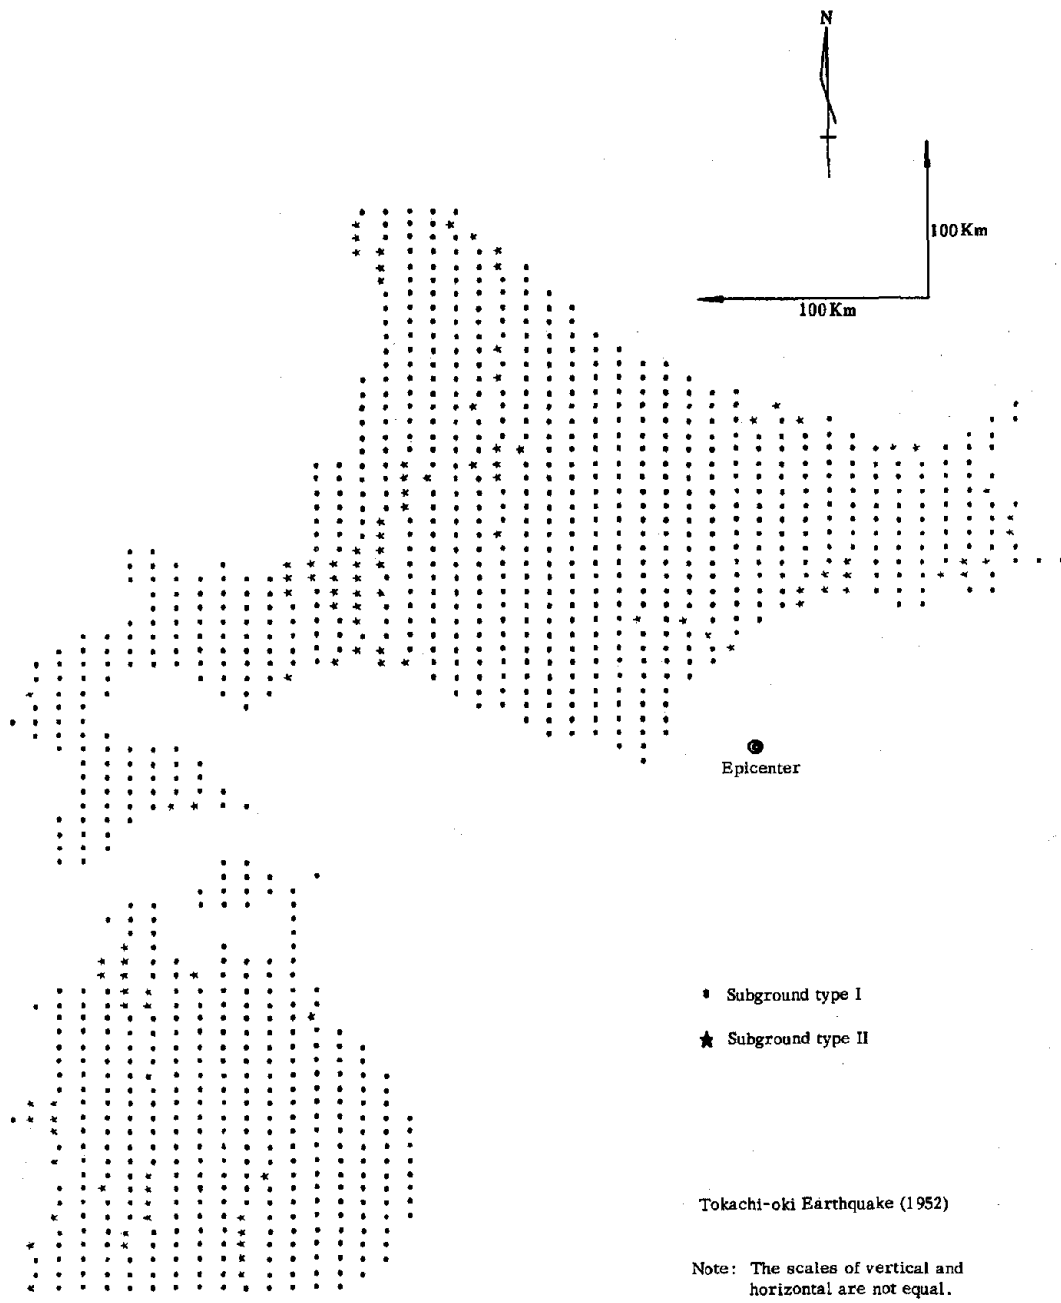 N
100 Km
100 Km
Epicenter
Subground type I
Subground type II
Tokachi-oki Earthquake (1952)
Note: The scales of vertical and
horizontal are not equal.